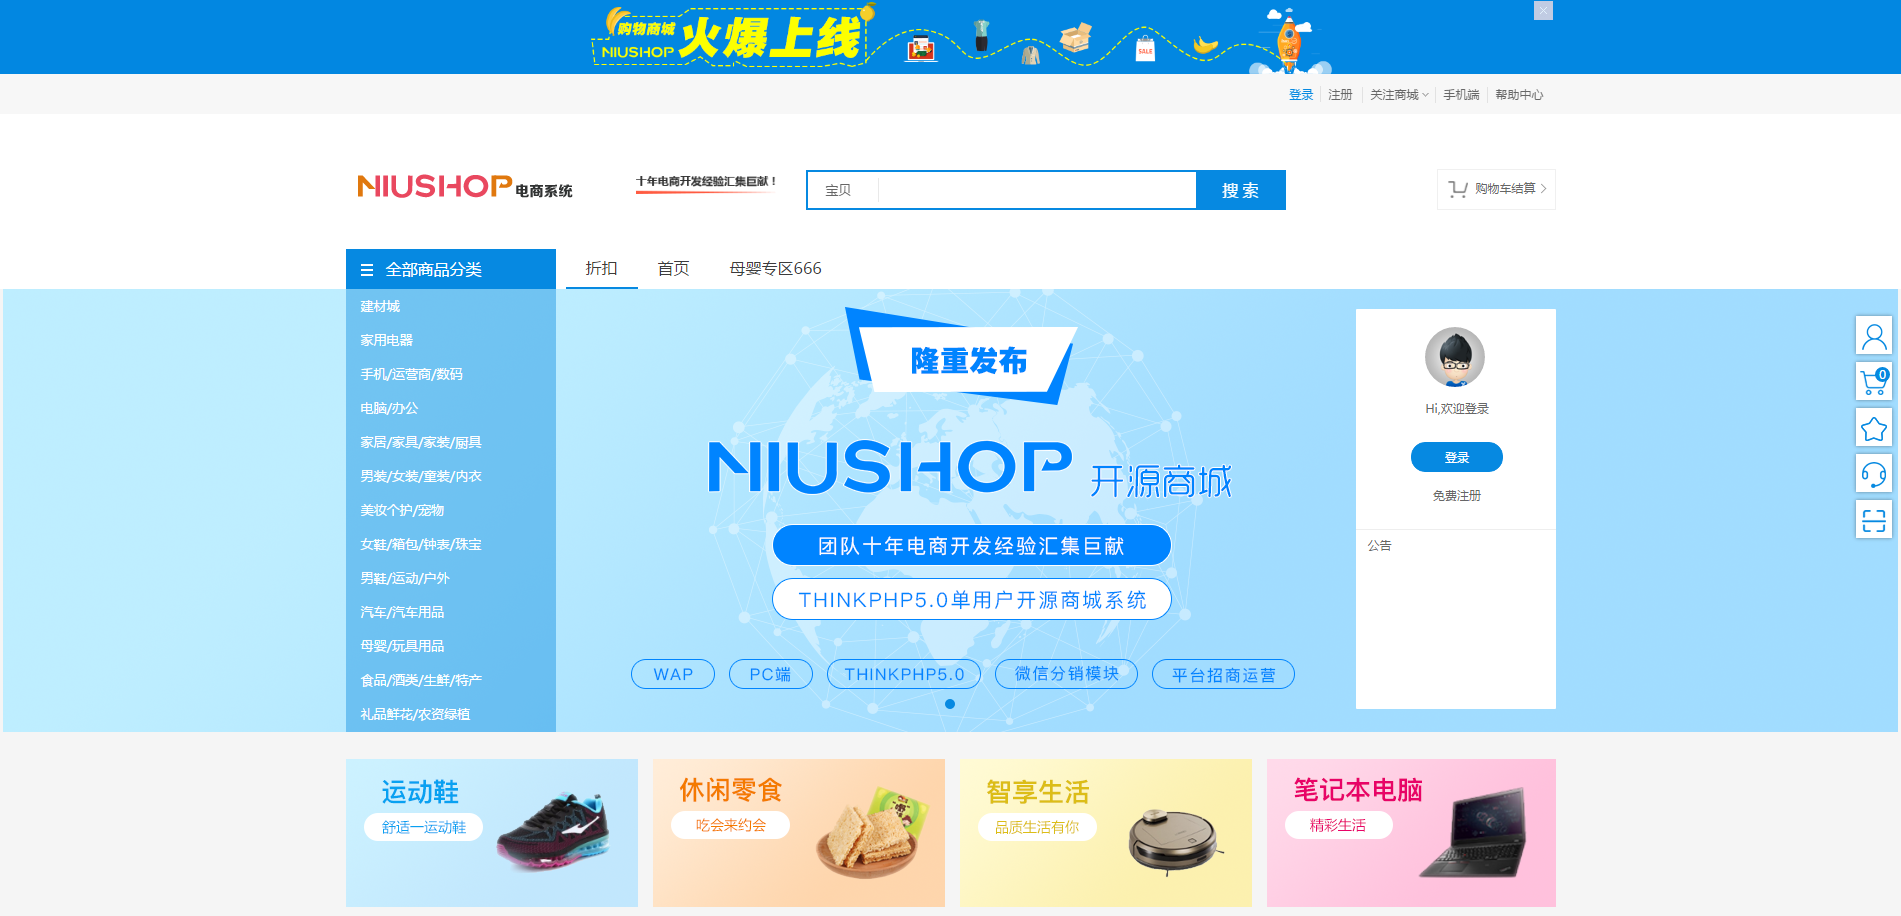 购物商城
NIUSHOP
火爆上线
SALE
登录
注册
关注商城
手机端
帮助中心
NIUSHOP电商系统
十年电商开发经验汇集巨献！
宝贝
搜索
购物车结算
全部商品分类
折扣
首页
母婴专区666
建材城
家用电器
手机/运营商/数码
电脑/办公
家居/家具/家装/厨具
男装/女装/童装/内衣
美妆个护/宠物
女鞋/箱包/钟表/珠宝
男鞋/运动/户外
汽车/汽车用品
母婴/玩具用品
食品/酒类/生鲜/特产
礼品鲜花/农资绿植
隆重发布
NIUSHOP 开源商城
团队十年电商开发经验汇集巨献
THINKPHP5.0单用户开源商城系统
WAP
PC端
THINKPHP5.0
微信分销模块
平台招商运营
Hi,欢迎登录
登录
免费注册
公告
0
运动鞋
舒适一运动鞋
休闲零食
吃会来约会
智享生活
品质生活有你
笔记本电脑
精彩生活